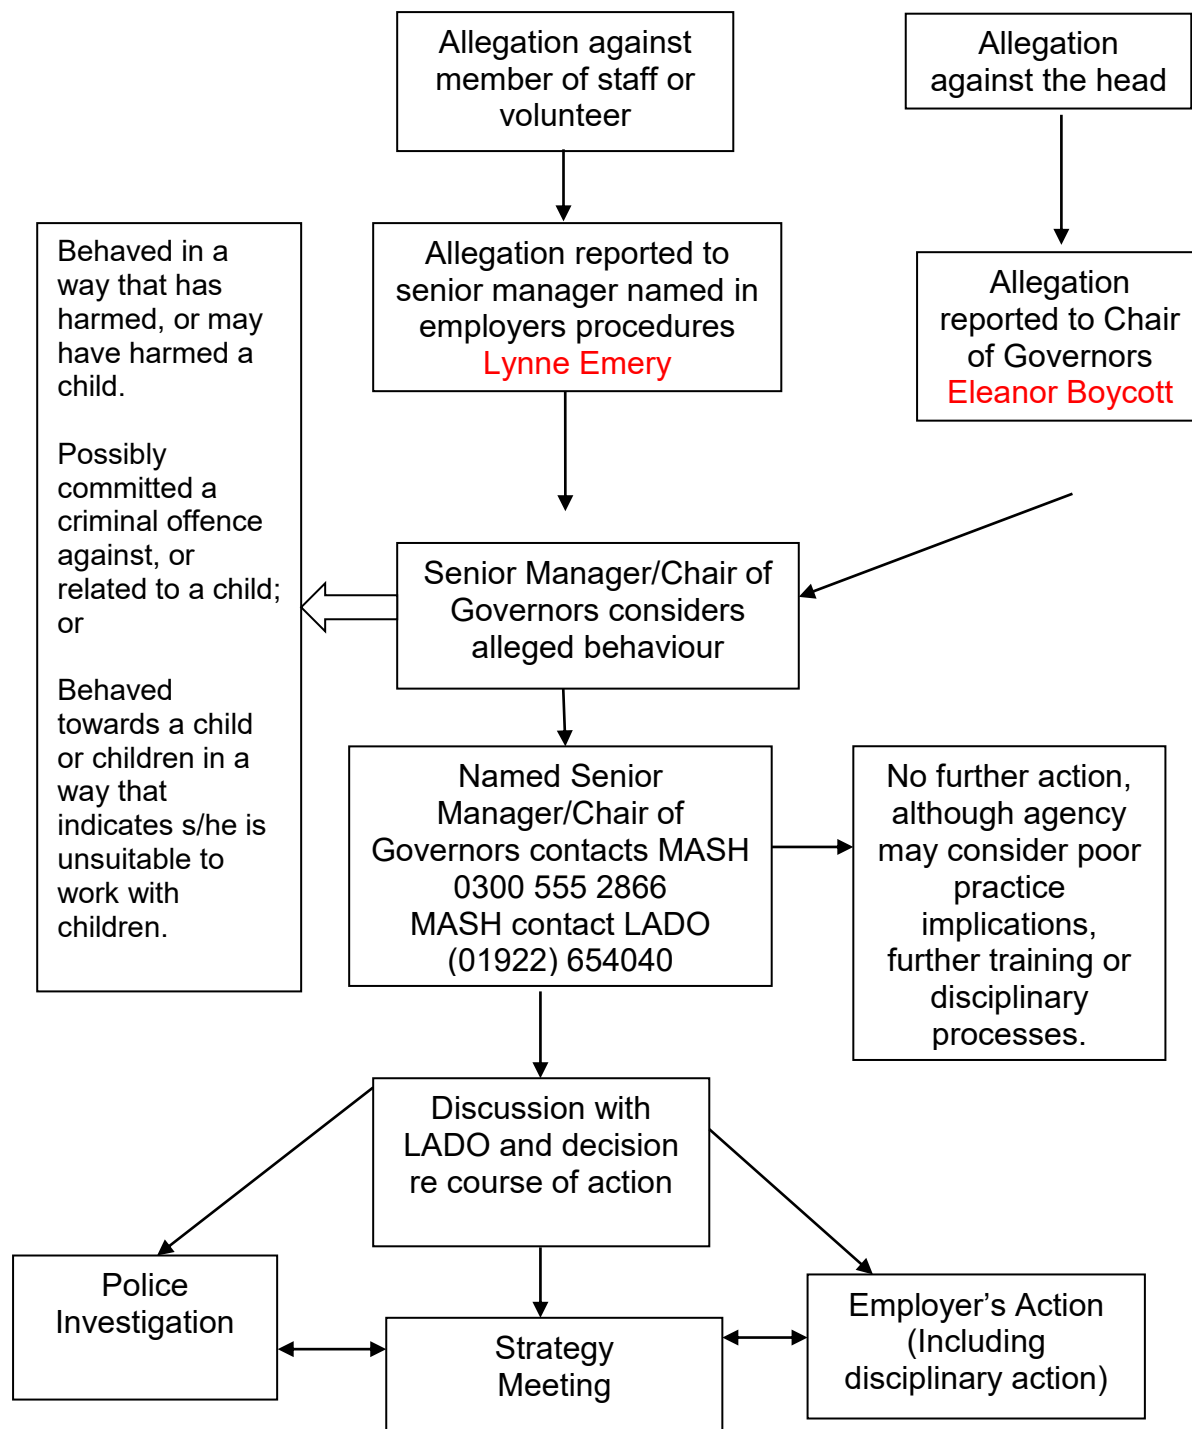 Allegation against
member of staff or
volunteer
Allegation
against the head
Behaved in a
way that has
harmed, or may
have harmed a
child.
Possibly
committed a
criminal offence
against, or
related to a child;
or
Behaved
towards a child
or children in a
way that
indicates s/he is
unsuitable to
work with
children.
Allegation reported to
senior manager named in
employers procedures
Lynne Emery
Allegation
reported to Chair
of Governors
Eleanor Boycott
Senior Manager/Chair of
Governors considers
alleged behaviour
Named Senior
Manager/Chair of
Governors contacts MASH
0300 555 2866
MASH contact LADO
(01922) 654040
No further action,
although agency
may consider poor
practice
implications,
further training or
disciplinary
processes.
Discussion with
LADO and decision
re course of action
Police
Investigation
Strategy
Meeting
Employer’s Action
(Including
disciplinary action)